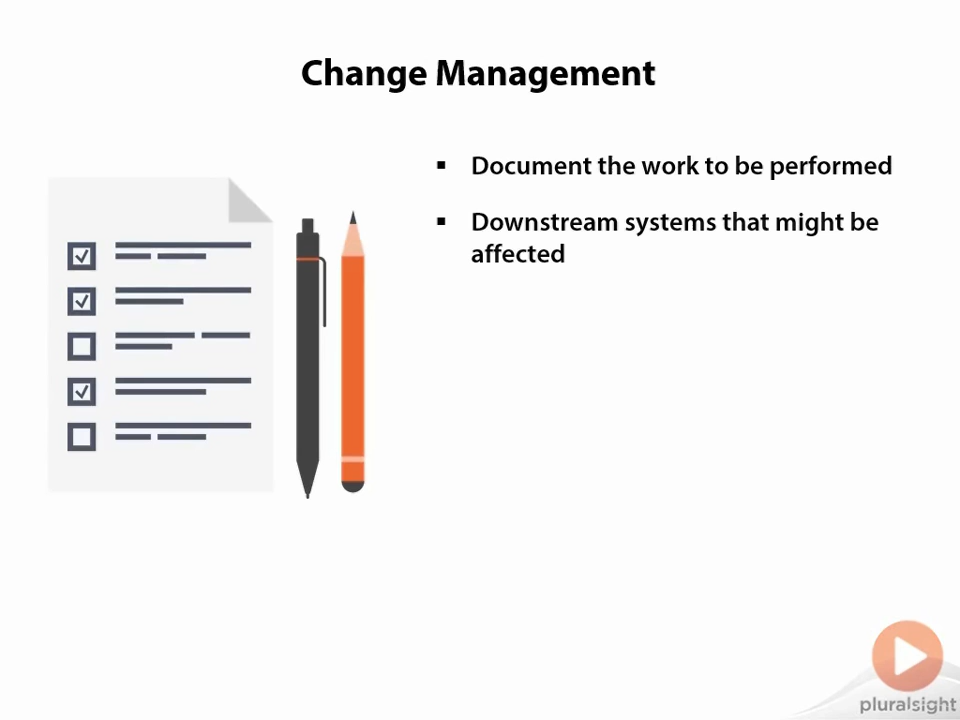 Change Management
▪ Document the work to be performed
▪ Downstream systems that might be
affected
pluralsight